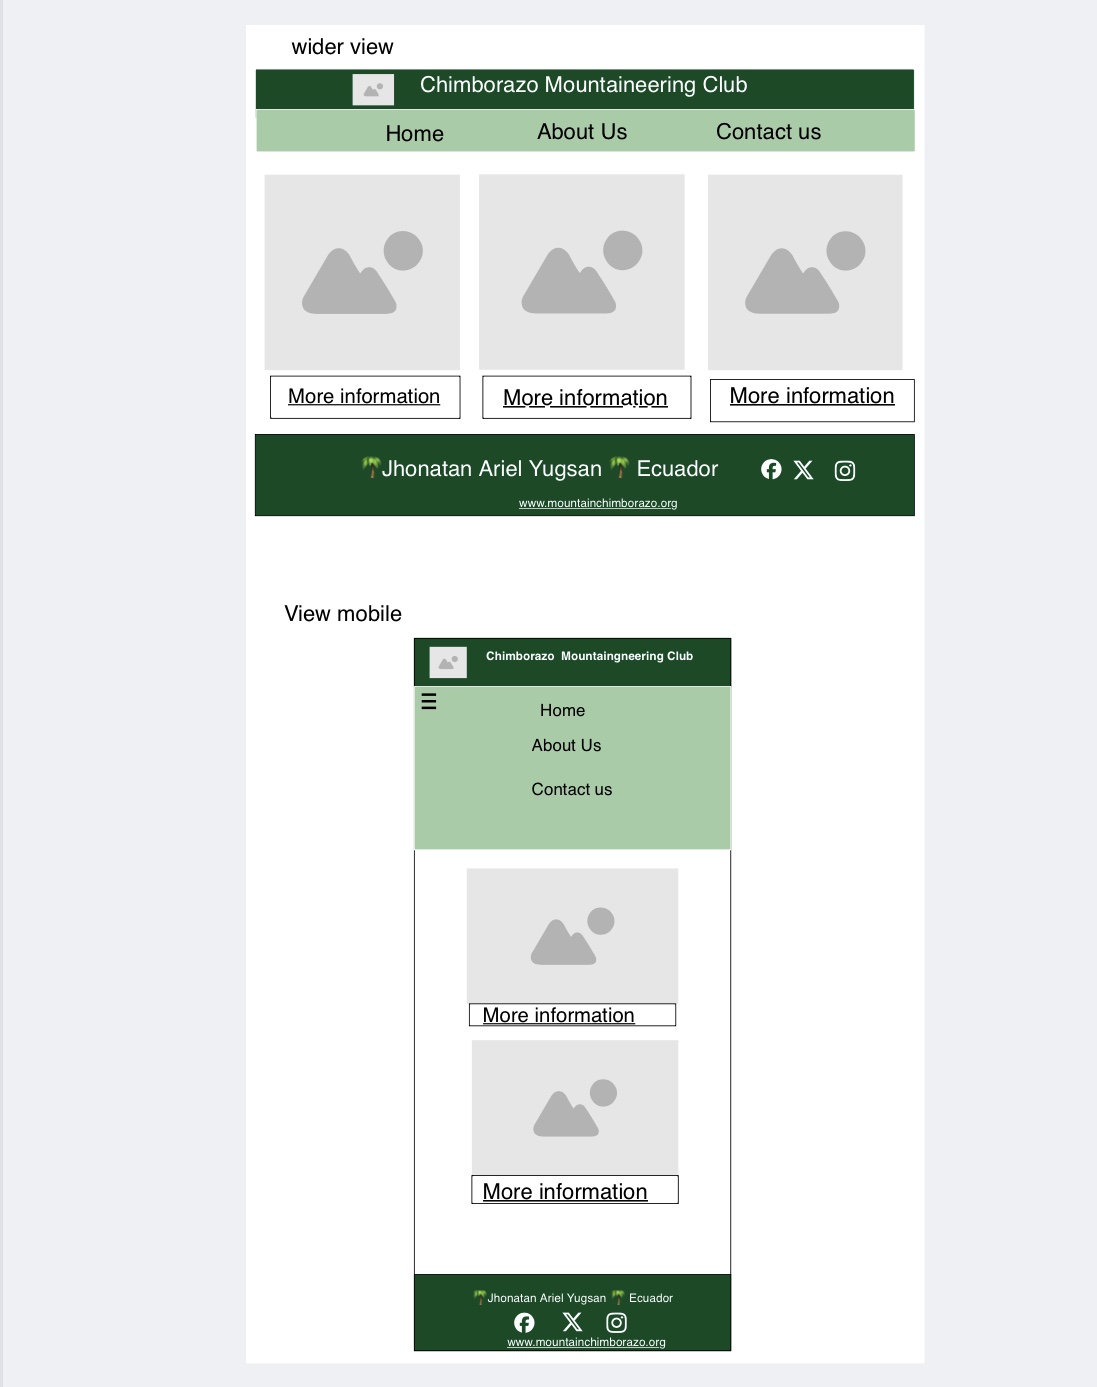 wider view
Chimborazo Mountaineering Club
Home About Us Contact us
More information More information More information
🌴Jhonatan Ariel Yugsan 🌴 Ecuador
www.mountainchimborazo.org
View mobile
Chimborazo Mountaingneering Club
Home
About Us
Contact us
More information
More information
🌴Jhonatan Ariel Yugsan 🌴 Ecuador
www.mountainchimborazo.org